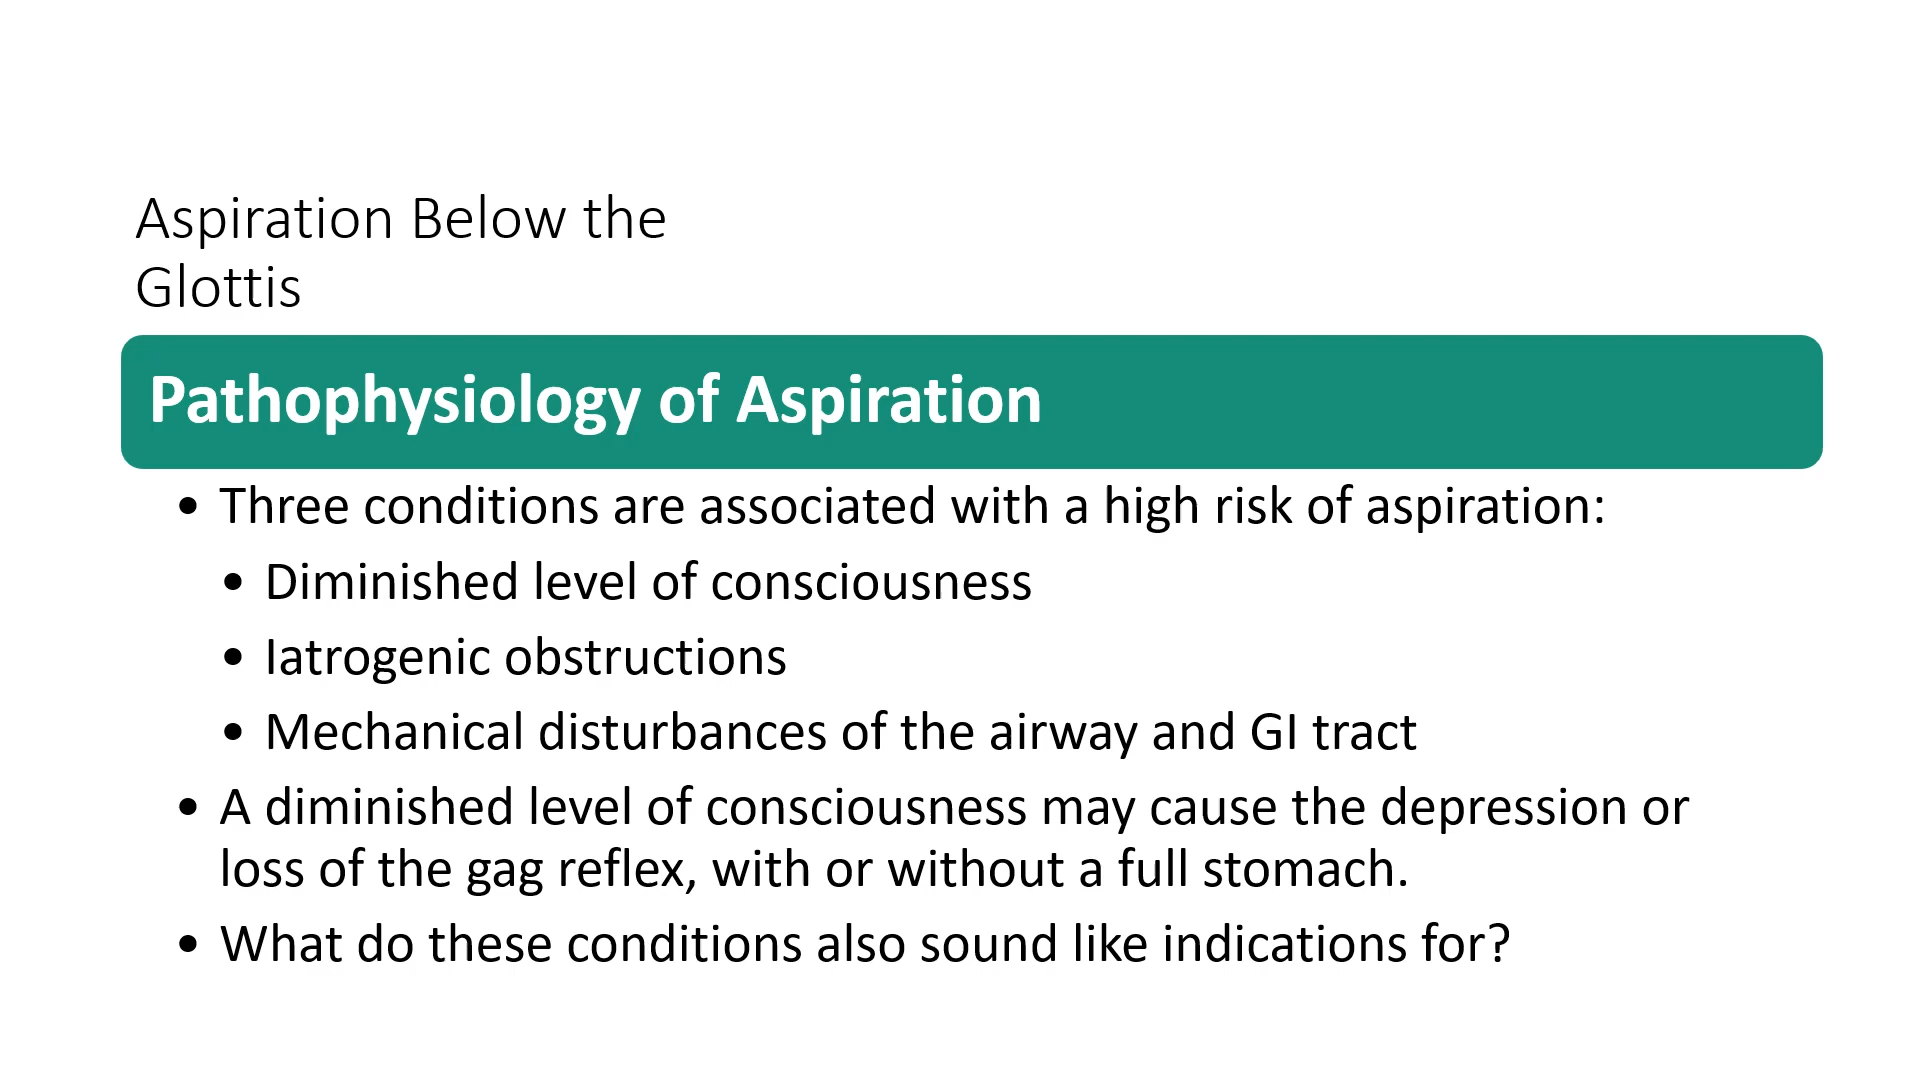 Aspiration Below the
Glottis
Pathophysiology of Aspiration
• Three conditions are associated with a high risk of aspiration:
• Diminished level of consciousness
• Iatrogenic obstructions
• Mechanical disturbances of the airway and GI tract
• A diminished level of consciousness may cause the depression or
loss of the gag reflex, with or without a full stomach.
• What do these conditions also sound like indications for?